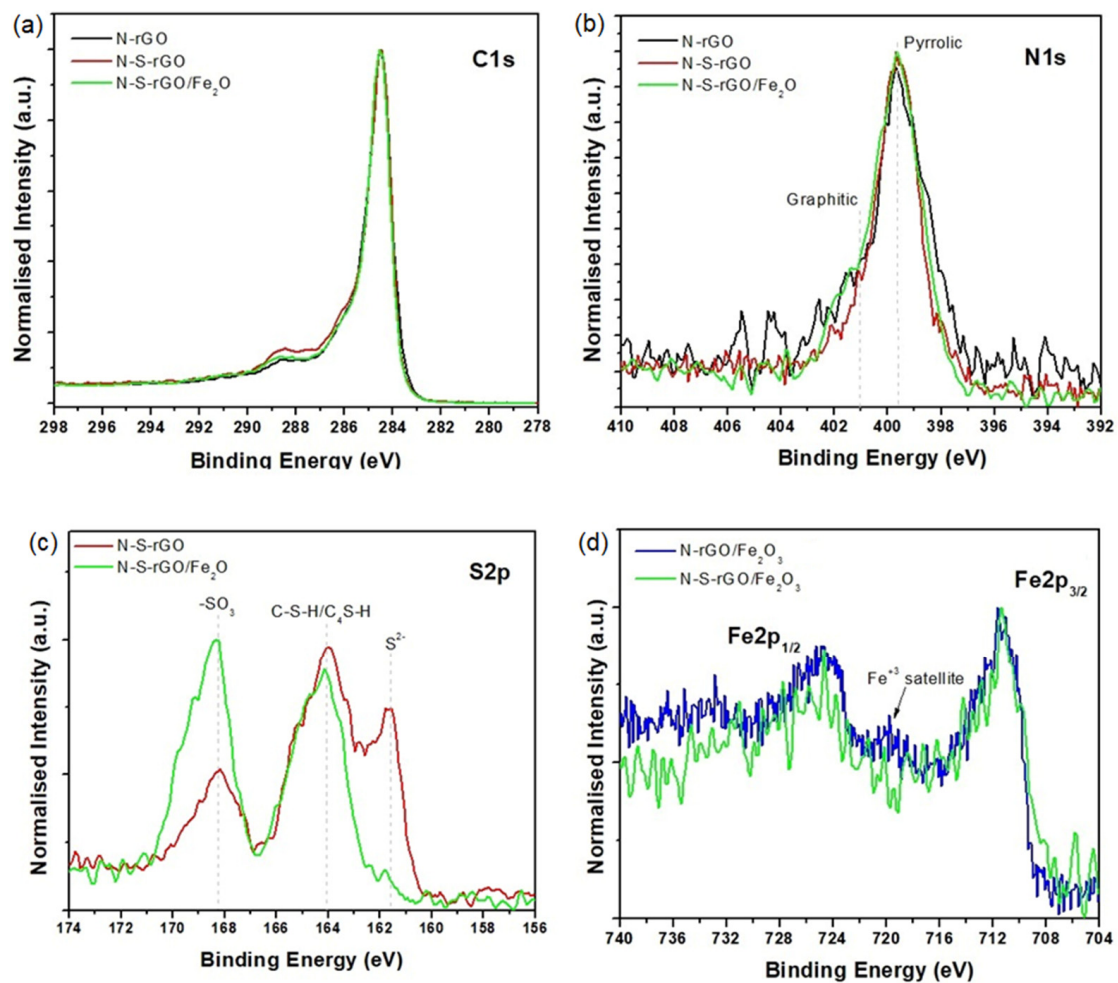 (a)
N-rGO
N-S-rGO
N-S-rGO/Fe₂O
C1s
Normalised Intensity (a.u.)
298 296 294 292 290 288 286 284 282 280 278
Binding Energy (eV)
(b)
N-rGO
N-S-rGO
N-S-rGO/Fe₂O
Pyrrolic
N1s
Graphitic
Normalised Intensity (a.u.)
410 408 406 404 402 400 398 396 394 392
Binding Energy (eV)
(c)
N-S-rGO
N-S-rGO/Fe₂O
S2p
-SO₃
C-S-H/C₄S-H
S²⁻
Normalised Intensity (a.u.)
174 172 170 168 166 164 162 160 158 156
Binding Energy (eV)
(d)
N-rGO/Fe₂O₃
N-S-rGO/Fe₂O₃
Fe2p₃/₂
Fe2p₁/₂
Fe⁺³ satellite
Normalised Intensity (a.u.)
740 736 732 728 724 720 716 712 708 704
Binding Energy (eV)